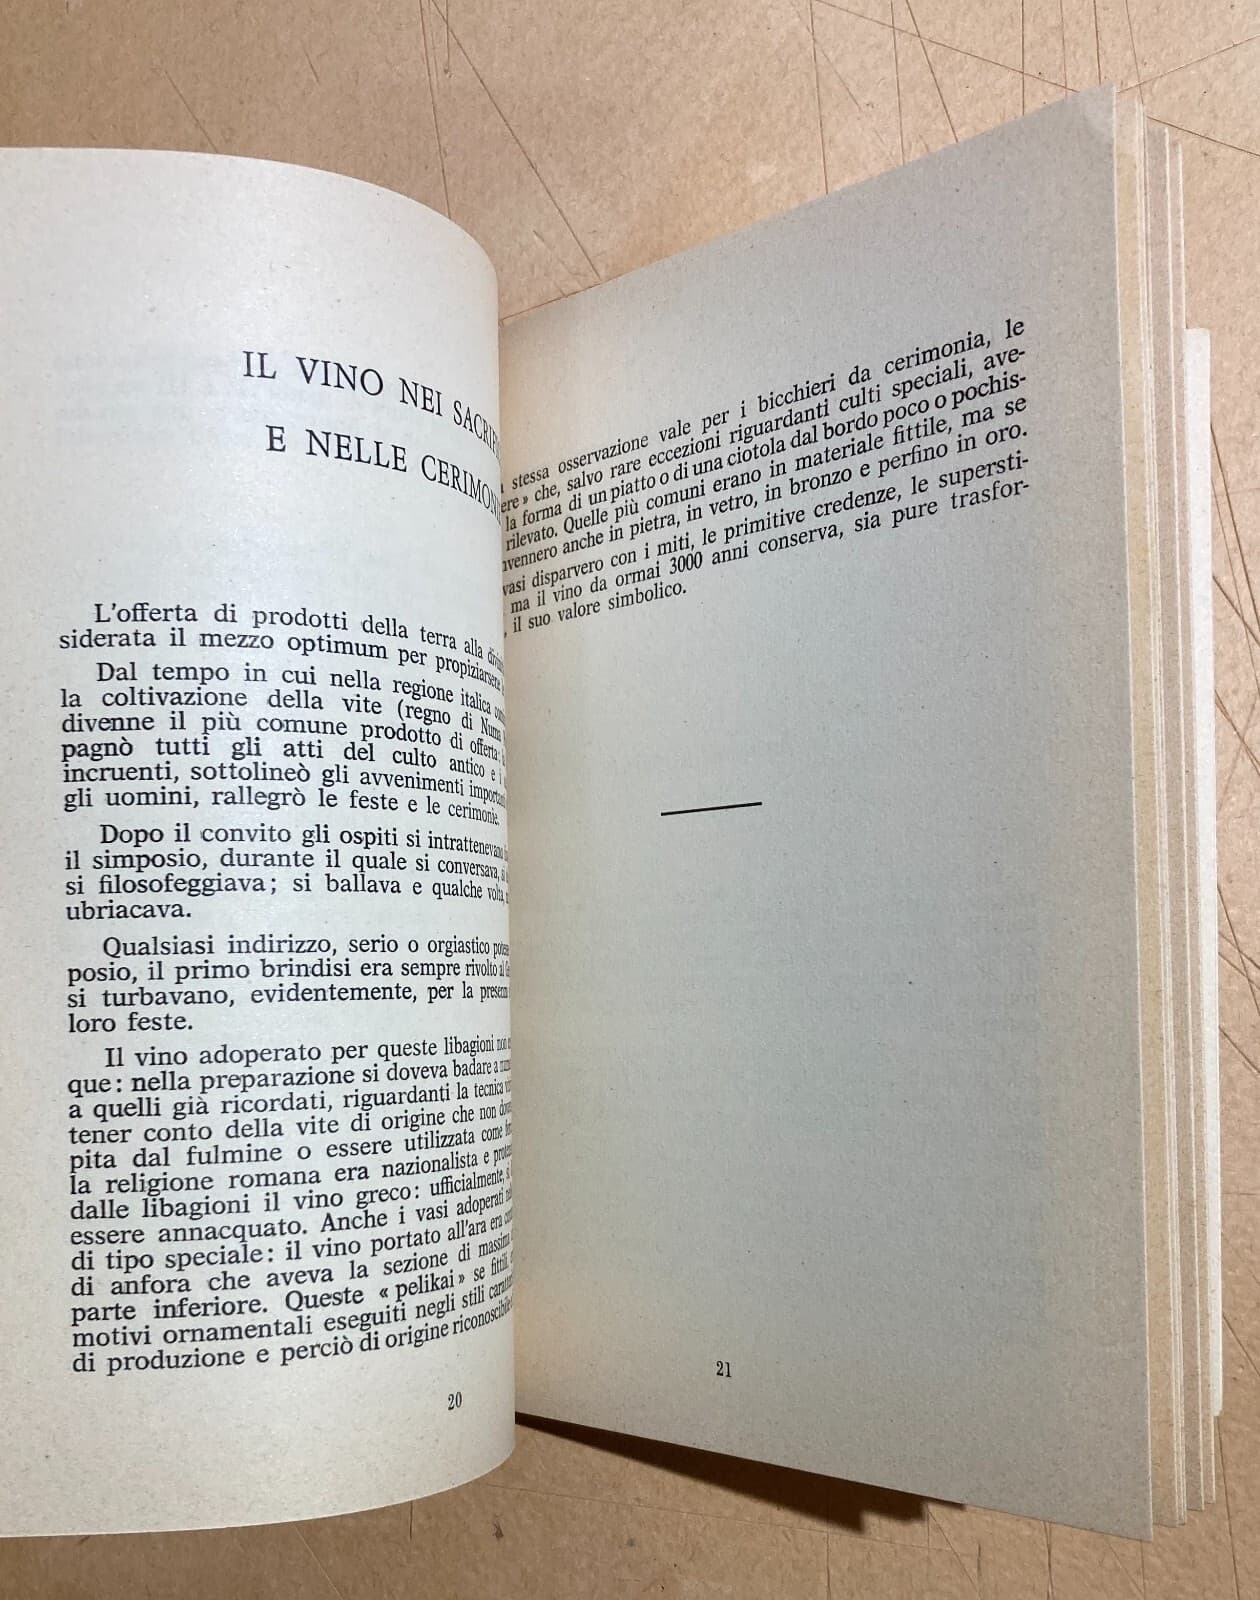 IL VINO NEI
E NELLE
L'offerta di prodotti della terra alla
siderata il mezzo optimum per propiziarsene
Dal tempo in cui nella regione italica
la coltivazione della vite (regno di Numa
divenne il più comune prodotto di offerta:
pagnò tutti gli atti del culto antico e i
incruenti, sottolineò gli avvenimenti
gli uomini, rallegrò le feste e le cerimonie.
Dopo il convito gli ospiti si intrattenevano
il simposio, durante il quale si conversava, si
si filosofeggiava; si ballava e qualche volta,
ubriacava.
Qualsiasi indirizzo, serio o orgiastico
posio, il primo brindisi era sempre rivolto al
si turbavano, evidentemente, per la
loro feste.
Il vino adoperato per queste libagioni non
que: nella preparazione si doveva badare a
a quelli già ricordati, riguardanti la tecnica
tener conto della vite di origine che non
pita dal fulmine o essere utilizzata come
la religione romana era nazionalista e
dalle libagioni il vino greco: ufficialmente,
essere annacquato. Anche i vasi adoperati
di tipo speciale: il vino portato all'ara era
di anfora che aveva la sezione di massima
parte inferiore. Queste « pelikai » se fittili
motivi ornamentali eseguiti negli stili
di produzione e perciò di origine
20
stessa osservazione vale per i bicchieri da cerimonia, le
» che, salvo rare eccezioni riguardanti culti speciali, ave-
la forma di un piatto o di una ciotola dal bordo poco o pochis-
rilevato. Quelle più comuni erano in materiale fittile, ma se
anche in pietra, in vetro, in bronzo e perfino in oro.
vasi disparvero con i miti, le primitive credenze, le supersti-
ma il vino da ormai 3000 anni conserva, sia pure trasfor-
il suo valore simbolico.
21